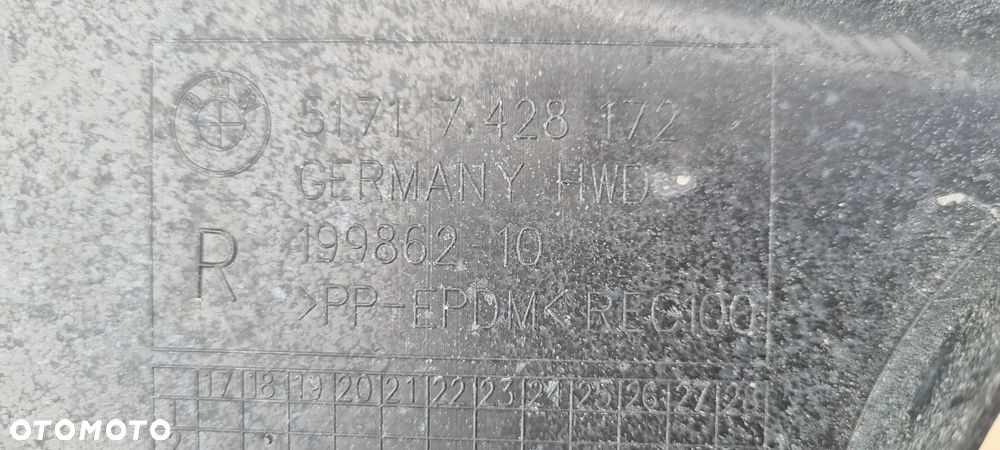 BMW
5171 7 428 172
GERMANY HWD
199862-10
R
>PP-EPDM< REC100
17 18 19 20 21 22 23 24 25 26 27 28
OTOMOTO